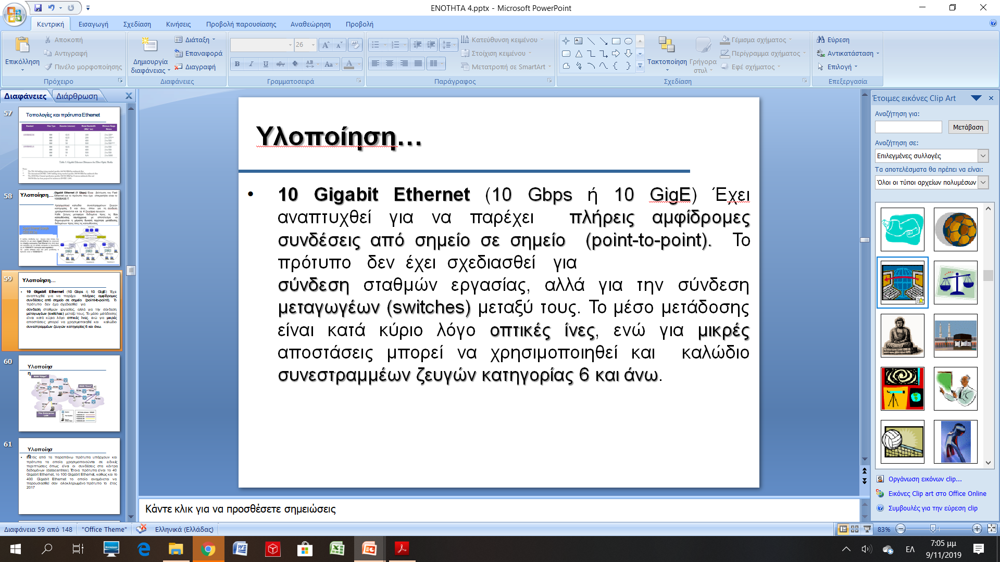 ENOTHTA 4.pptx - Microsoft PowerPoint
Κεντρική Εισαγωγή Σχεδίαση Κινήσεις Προβολή παρουσίασης Αναθεώρηση Προβολή
Επικόλληση
Αποκοπή
Αντιγραφή
Πινέλο μορφοποίησης
Πρόχειρο
Δημιουργία διαφάνειας
Διάταξη
Επαναφορά
Διαγραφή
Διαφάνειες
26
Γραμματοσειρά
Κατεύθυνση κειμένου
Στοίχιση κειμένου
Μετατροπή σε SmartArt
Παράγραφος
Τακτοποίηση
Γρήγορα στυλ
Γέμισμα σχήματος
Περίγραμμα σχήματος
Εφέ σχήματος
Σχεδίαση
Εύρεση
Αντικατάσταση
Επιλογή
Επεξεργασία
Διαφάνειες Διάρθρωση
57
Τοπολογίες και πρότυπα Ethernet
58
Υλοποίηση...
59
Υλοποίηση...
60
Υλοποίησ
η
61
Υλοποίησ
Υλοποίηση...
• 10 Gigabit Ethernet (10 Gbps ή 10 GigE) Έχει
αναπτυχθεί για να παρέχει πλήρεις αμφίδρομες
συνδέσεις από σημείο σε σημείο (point-to-point). Το
πρότυπο δεν έχει σχεδιασθεί για
σύνδεση σταθμών εργασίας, αλλά για την σύνδεση
μεταγωγέων (switches) μεταξύ τους. Το μέσο μετάδοσης
είναι κατά κύριο λόγο οπτικές ίνες, ενώ για μικρές
αποστάσεις μπορεί να χρησιμοποιηθεί και καλώδιο
συνεστραμμέων ζευγών κατηγορίας 6 και άνω.
Κάντε κλικ για να προσθέσετε σημειώσεις
Έτοιμες εικόνες Clip Art
Αναζήτηση για:
Μετάβαση
Αναζήτηση σε:
Επιλεγμένες συλλογές
Τα αποτελέσματα θα πρέπει να είναι:
Όλοι οι τύποι αρχείων πολυμέσων
Οργάνωση εικόνων clip...
Εικόνες Clip art στο Office Online
Συμβουλές για την εύρεση clip
Διαφάνεια 59 από 148 "Office Theme" Ελληνικά (Ελλάδας) 83%
ΕΛ
7:05 μμ
9/11/2019